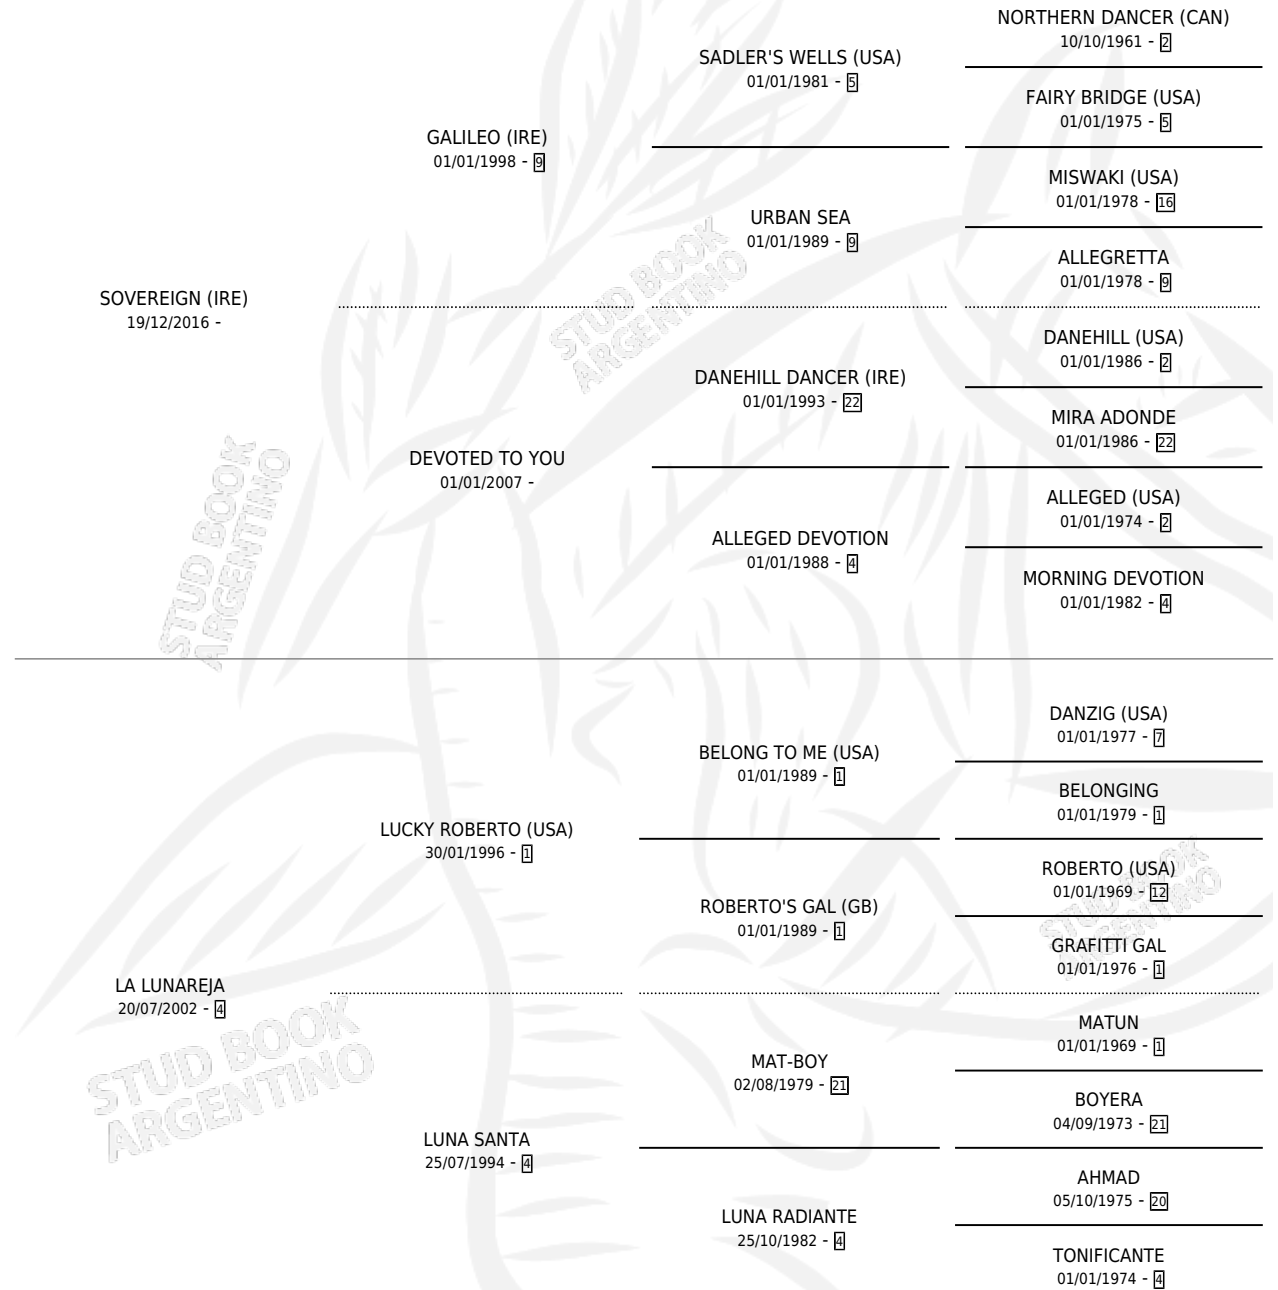 NORTHERN DANCER (CAN)
10/10/1961 - 2
SADLER'S WELLS (USA)
01/01/1981 - 5
FAIRY BRIDGE (USA)
01/01/1975 - 5
GALILEO (IRE)
01/01/1998 - 9
MISWAKI (USA)
01/01/1978 - 16
URBAN SEA
01/01/1989 - 9
ALLEGRETTA
01/01/1978 - 9
SOVEREIGN (IRE)
19/12/2016 -
DANEHILL (USA)
01/01/1986 - 2
DANEHILL DANCER (IRE)
01/01/1993 - 22
MIRA ADONDE
01/01/1986 - 22
DEVOTED TO YOU
01/01/2007 -
ALLEGED (USA)
01/01/1974 - 2
ALLEGED DEVOTION
01/01/1988 - 4
MORNING DEVOTION
01/01/1982 - 4
DANZIG (USA)
01/01/1977 - 7
BELONG TO ME (USA)
01/01/1989 - 1
BELONGING
01/01/1979 - 1
LUCKY ROBERTO (USA)
30/01/1996 - 1
ROBERTO (USA)
01/01/1969 - 12
ROBERTO'S GAL (GB)
01/01/1989 - 1
GRAFITTI GAL
01/01/1976 - 1
LA LUNAREJA
20/07/2002 - 4
MATUN
01/01/1969 - 1
MAT-BOY
02/08/1979 - 21
BOYERA
04/09/1973 - 21
LUNA SANTA
25/07/1994 - 4
AHMAD
05/10/1975 - 20
LUNA RADIANTE
25/10/1982 - 4
TONIFICANTE
01/01/1974 - 4
STUD BOOK
ARGENTINO
STUD BOOK
ARGENTINO
STUD BOOK
ARGENTINO
STUD BOOK
ARGENTINO